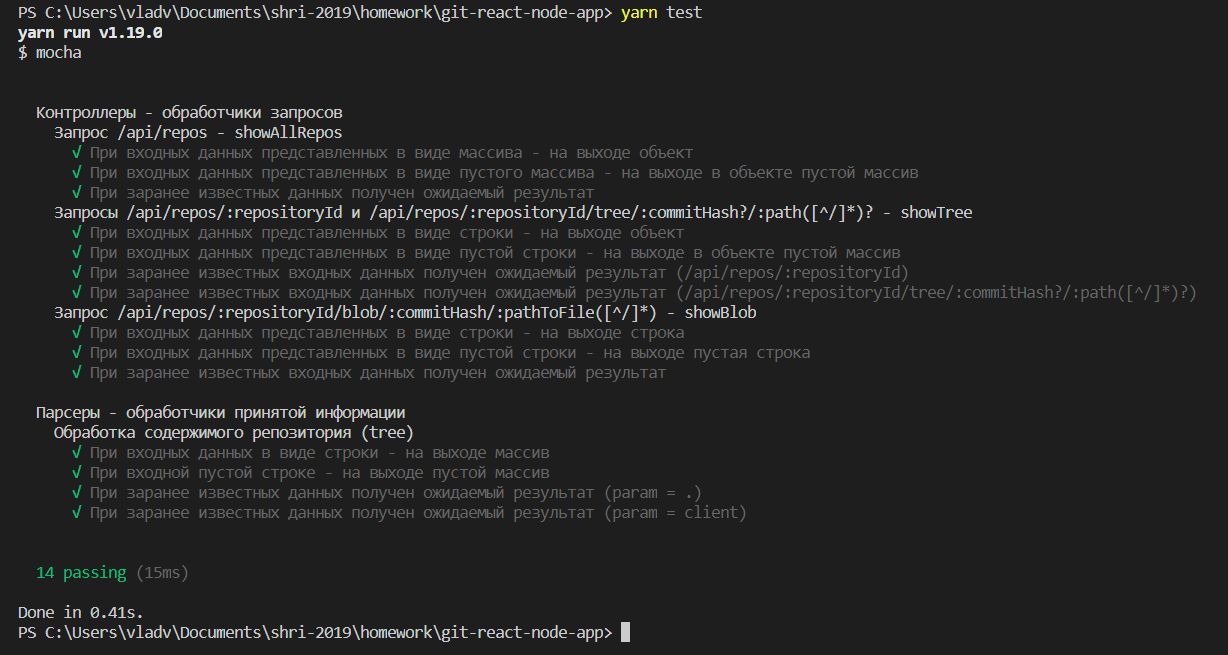 PS C:\Users\vladv\Documents\shri-2019\homework\git-react-node-app> yarn test
yarn run v1.19.0
$ mocha
Контроллеры - обработчики запросов
Запрос /api/repos - showAllRepos
√ При входных данных представленных в виде массива - на выходе объект
√ При входных данных представленных в виде пустого массива - на выходе в объекте пустой массив
√ При заранее известных данных получен ожидаемый результат
Запросы /api/repos/:repositoryId и /api/repos/:repositoryId/tree/:commitHash?/:path([^/]*)? - showTree
√ При входных данных представленных в виде строки - на выходе объект
√ При входных данных представленных в виде пустой строки - на выходе в объекте пустой массив
√ При заранее известных входных данных получен ожидаемый результат (/api/repos/:repositoryId)
√ При заранее известных входных данных получен ожидаемый результат (/api/repos/:repositoryId/tree/:commitHash?/:path([^/]*)?)
Запрос /api/repos/:repositoryId/blob/:commitHash/:pathToFile([^/]*) - showBlob
√ При входных данных представленных в виде строки - на выходе строка
√ При входных данных представленных в виде пустой строки - на выходе пустая строка
√ При заранее известных входных данных получен ожидаемый результат
Парсеры - обработчики принятой информации
Обработка содержимого репозитория (tree)
√ При входных данных в виде строки - на выходе массив
√ При входной пустой строке - на выходе пустой массив
√ При заранее известных данных получен ожидаемый результат (param = .)
√ При заранее известных данных получен ожидаемый результат (param = client)
14 passing (15ms)
Done in 0.41s.
PS C:\Users\vladv\Documents\shri-2019\homework\git-react-node-app>